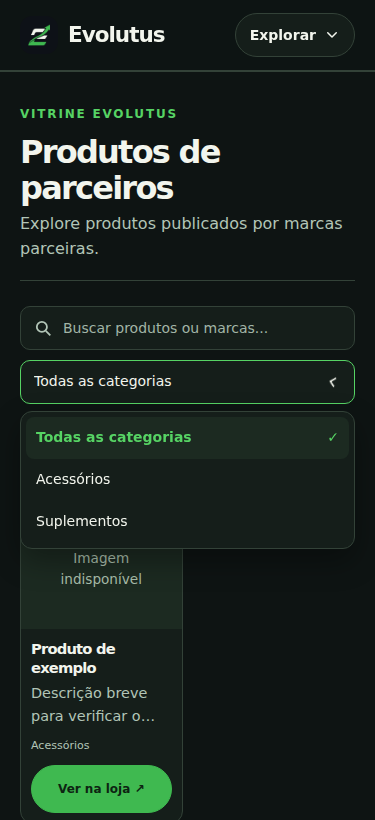 Evolutus
Explorar
VITRINE EVOLUTUS
Produtos de
parceiros
Explore produtos publicados por marcas
parceiras.
Buscar produtos ou marcas...
Todas as categorias
Todas as categorias ✓
Acessórios
Suplementos
Imagem
indisponível
Produto de
exemplo
Descrição breve
para verificar o...
Acessórios
Ver na loja ↗